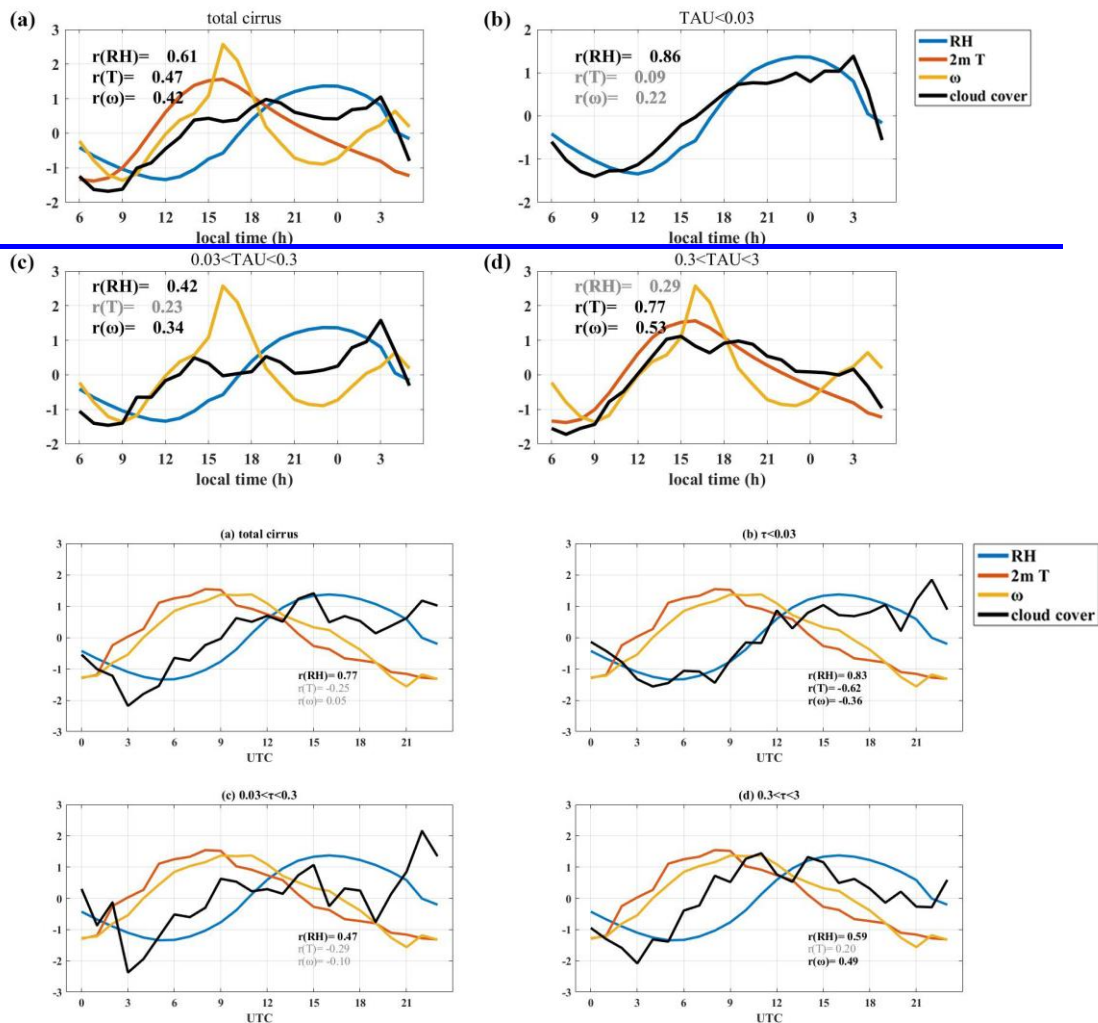 (a) total cirrus
r(RH)= 0.61
r(T)= 0.47
r(ω)= 0.42
3
2
1
0
-1
-2
6 9 12 15 18 21 0 3
local time (h)
(b) TAU<0.03
r(RH)= 0.86
r(T)= 0.09
r(ω)= 0.22
2
1
0
-1
-2
6 9 12 15 18 21 0 3
local time (h)
RH
2m T
ω
cloud cover
(c) 0.03<TAU<0.3
r(RH)= 0.42
r(T)= 0.23
r(ω)= 0.34
3
2
1
0
-1
-2
6 9 12 15 18 21 0 3
local time (h)
(d) 0.3<TAU<3
r(RH)= 0.29
r(T)= 0.77
r(ω)= 0.53
3
2
1
0
-1
-2
6 9 12 15 18 21 0 3
local time (h)
(a) total cirrus
3
2
1
0
-1
-2
-3
r(RH)= 0.77
r(T)= -0.25
r(ω)= 0.05
0 3 6 9 12 15 18 21
UTC
(b) τ<0.03
3
2
1
0
-1
-2
-3
r(RH)= 0.83
r(T)= -0.62
r(ω)= -0.36
0 3 6 9 12 15 18 21
UTC
RH
2m T
ω
cloud cover
(c) 0.03<τ<0.3
3
2
1
0
-1
-2
-3
r(RH)= 0.47
r(T)= -0.29
r(ω)= -0.10
0 3 6 9 12 15 18 21
UTC
(d) 0.3<τ<3
3
2
1
0
-1
-2
-3
r(RH)= 0.59
r(T)= 0.20
r(ω)= 0.49
0 3 6 9 12 15 18 21
UTC